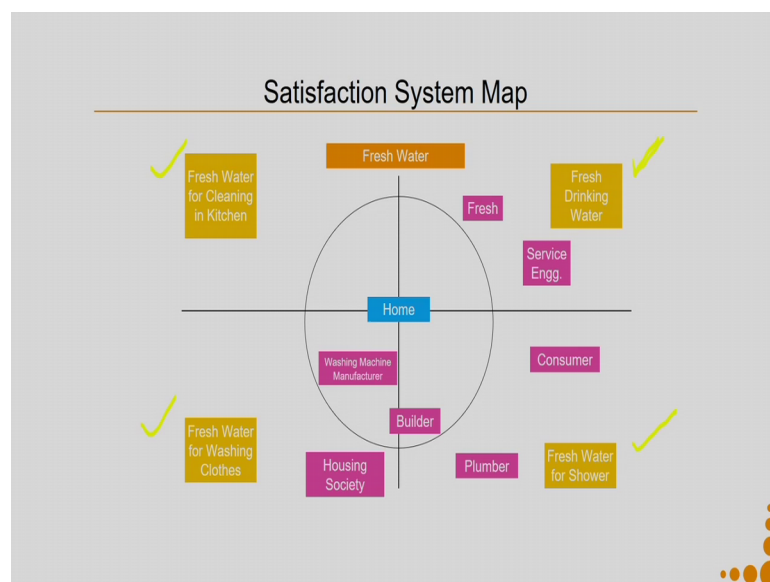 Satisfaction System Map
Fresh Water
Fresh Water
for Cleaning
in Kitchen
Fresh
Drinking
Water
Fresh
Service
Engg.
Home
Washing Machine
Manufacturer
Consumer
Builder
Fresh Water
for Washing
Clothes
Housing
Society
Plumber
Fresh Water
for Shower